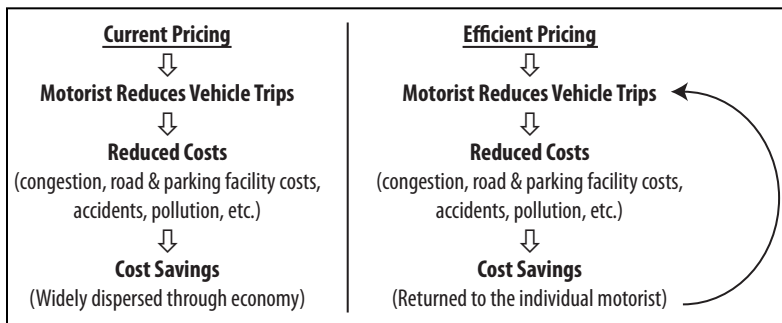 Current Pricing
Motorist Reduces Vehicle Trips
Reduced Costs
(congestion, road & parking facility costs,
accidents, pollution, etc.)
Cost Savings
(Widely dispersed through economy)
Efficient Pricing
Motorist Reduces Vehicle Trips
Reduced Costs
(congestion, road & parking facility costs,
accidents, pollution, etc.)
Cost Savings
(Returned to the individual motorist)